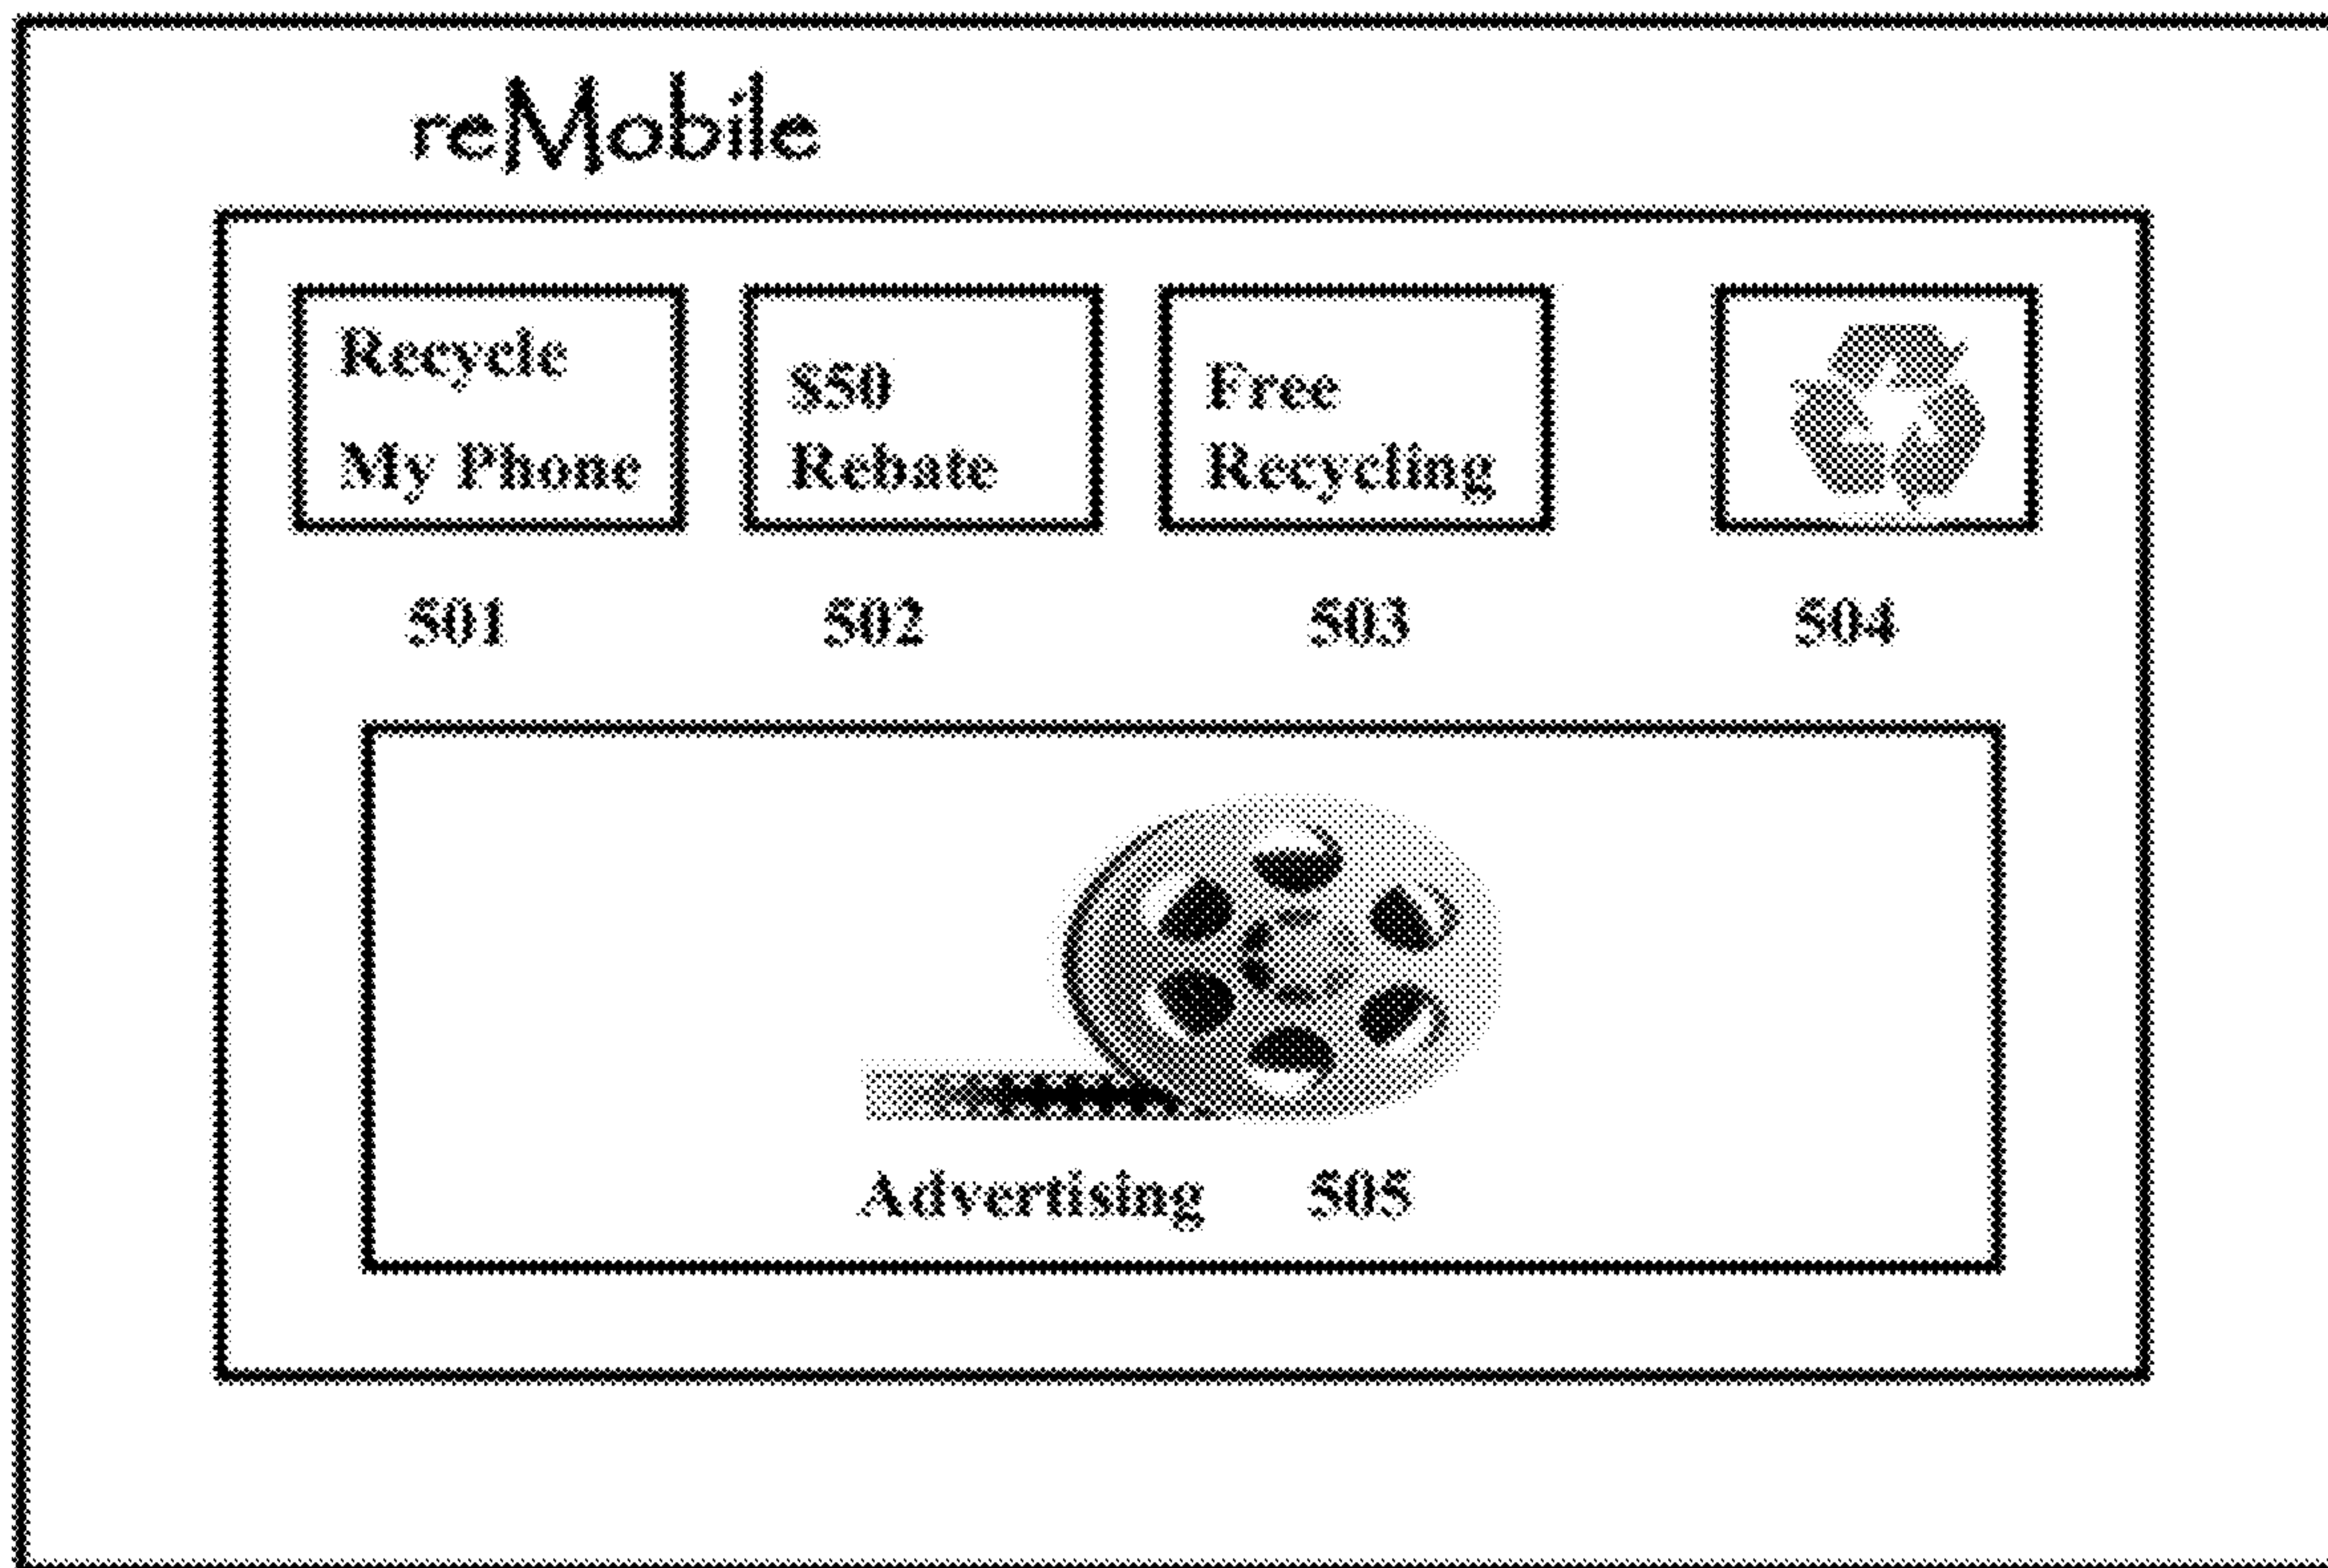 reMobile
Recycle
My Phone
$50
Rebate
Free
Recycling
501
502
503
504
Advertising 505